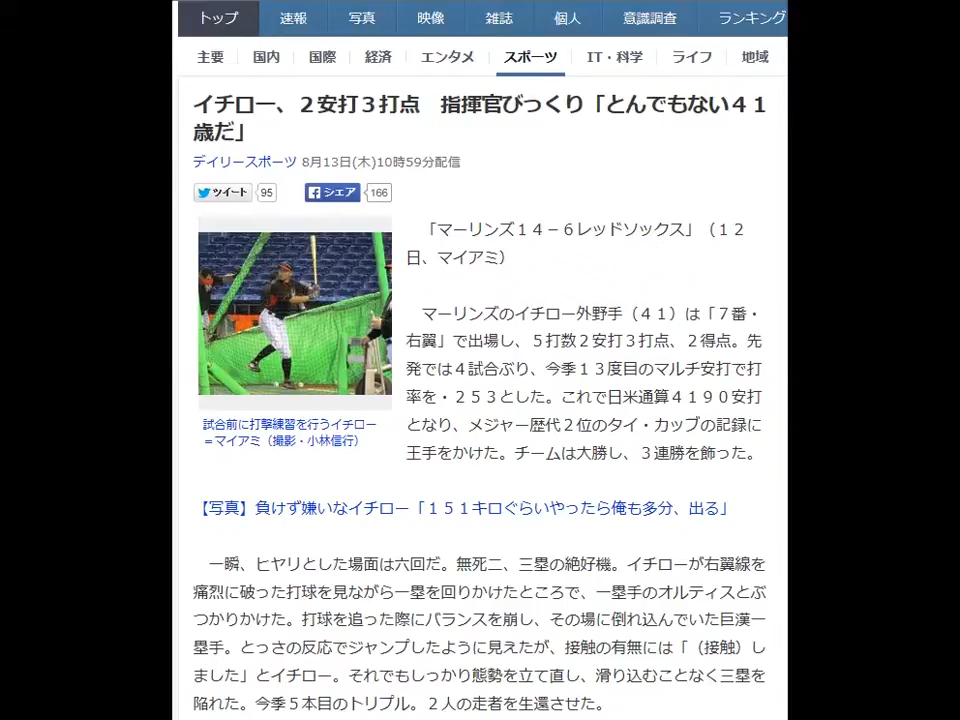 トップ 速報 写真 映像 雑誌 個人 意識調査 ランキング
主要 国内 国際 経済 エンタメ スポーツ IT・科学 ライフ 地域
イチロー、２安打３打点　指揮官びっくり「とんでもない４１
歳だ」
デイリースポーツ 8月13日(木)10時59分配信
ツイート 95 シェア 166
「マーリンズ１４－６レッドソックス」（１２
日、マイアミ）
マーリンズのイチロー外野手（４１）は「７番・
右翼」で出場し、５打数２安打３打点、２得点。先
発では４試合ぶり、今季１３度目のマルチ安打で打
率を・２５３とした。これで日米通算４１９０安打
となり、メジャー歴代２位のタイ・カッブの記録に
王手をかけた。チームは大勝し、３連勝を飾った。
試合前に打撃練習を行うイチロー
＝マイアミ（撮影・小林信行）
【写真】負けず嫌いなイチロー「１５１キロぐらいやったら俺も多分、出る」
一瞬、ヒヤリとした場面は六回だ。無死二、三塁の絶好機。イチローが右翼線を
痛烈に破った打球を見ながら一塁を回りかけたところで、一塁手のオルティスとぶ
つかりかけた。打球を追った際にバランスを崩し、その場に倒れ込んでいた巨漢一
塁手。とっさの反応でジャンプしたように見えたが、接触の有無には「（接触）し
ました」とイチロー。それでもしっかり態勢を立て直し、滑り込むことなく三塁を
陥れた。今季５本目のトリプル。２人の走者を生還させた。